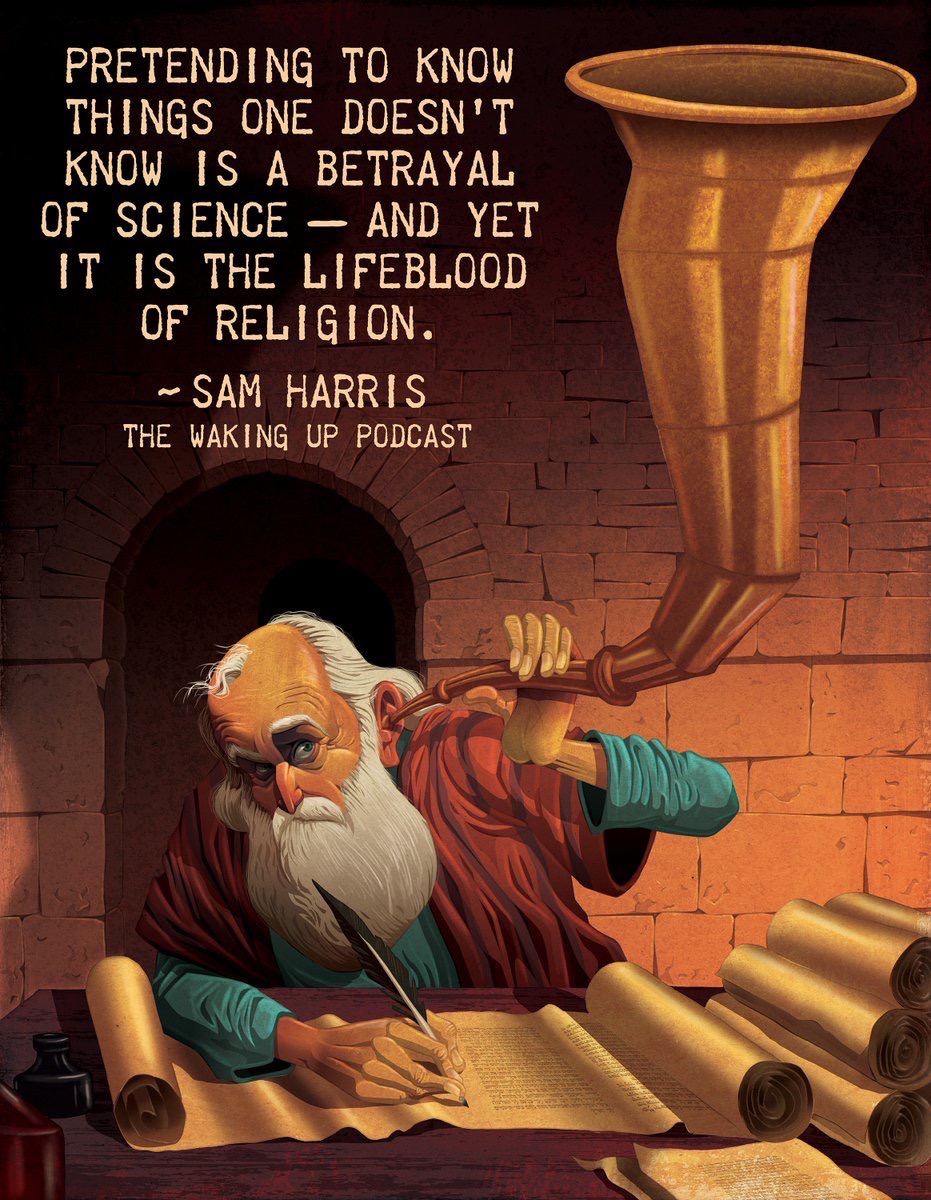 PRETENDING TO KNOW
THINGS ONE DOESN'T
KNOW IS A BETRAYAL
OF SCIENCE — AND YET
IT IS THE LIFEBLOOD
OF RELIGION.
~ SAM HARRIS
THE WAKING UP PODCAST